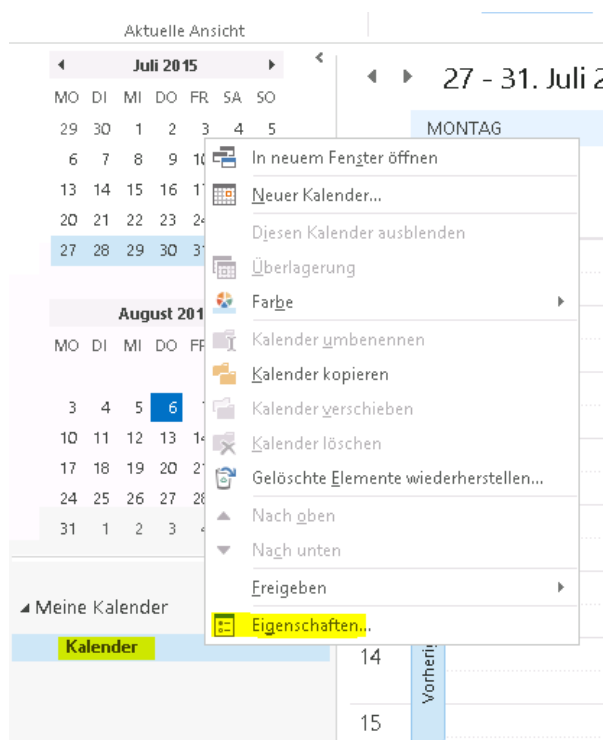 Aktuelle Ansicht
Juli 2015
MO DI MI DO FR SA SO
29 30 1 2 3 4 5
6 7 8 9
13 14 15 16
20 21 22 23
27 28 29 30
August 201
MO DI MI DO
3 4 5 6
10 11 12 13
17 18 19 20
24 25 26 27
31 1 2 3
Meine Kalender
Kalender
27 - 31. Juli
MONTAG
In neuem Fenster öffnen
Neuer Kalender...
Diesen Kalender ausblenden
Überlagerung
Farbe
Kalender umbenennen
Kalender kopieren
Kalender verschieben
Kalender löschen
Gelöschte Elemente wiederherstellen...
Nach oben
Nach unten
Freigeben
Eigenschaften...
14
15